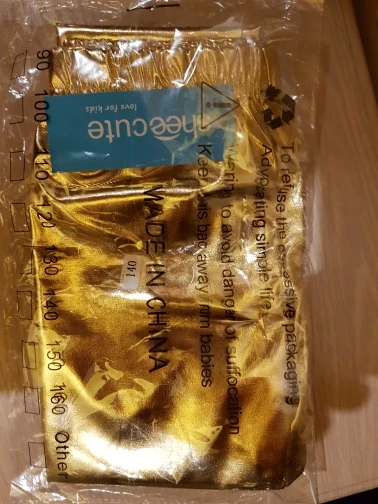 To refuse the excessive packaging
Advocating simple life
Warning to avoid danger of suffocation
Keep this bag away from babies
MADE IN CHINA
140
heecute
love for kids
90 100 110 120 130 140 150 160 Other